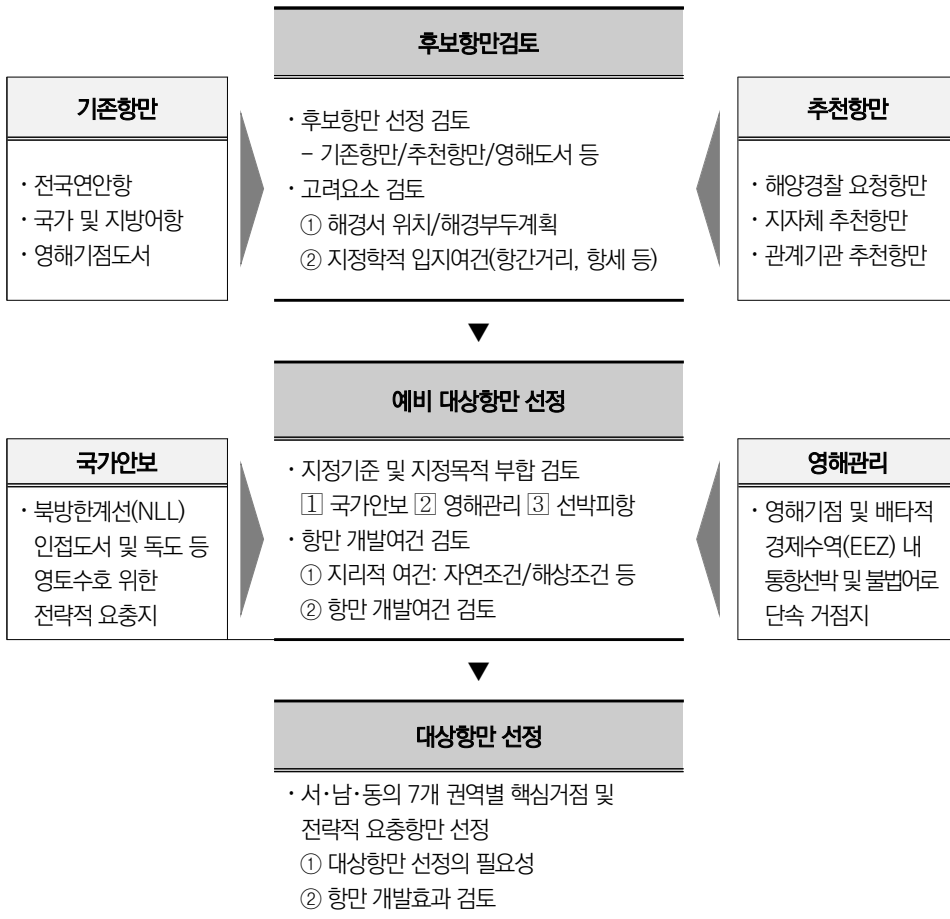 후보항만검토
기존항만
· 전국연안항
· 국가 및 지방어항
· 영해기점도서
· 후보항만 선정 검토
- 기존항만/추천항만/영해도서 등
· 고려요소 검토
① 해경서 위치/해경부두계획
② 지정학적 입지여건(항간거리, 항세 등)
추천항만
· 해양경찰 요청항만
· 지자체 추천항만
· 관계기관 추천항만
▼
예비 대상항만 선정
국가안보
· 북방한계선(NLL)
인접도서 및 독도 등
영토수호 위한
전략적 요충지
· 지정기준 및 지정목적 부합 검토
1 국가안보 2 영해관리 3 선박피항
· 항만 개발여건 검토
① 지리적 여건: 자연조건/해상조건 등
② 항만 개발여건 검토
영해관리
· 영해기점 및 배타적
경제수역(EEZ) 내
통항선박 및 불법어로
단속 거점지
▼
대상항만 선정
· 서·남·동의 7개 권역별 핵심거점 및
전략적 요충항만 선정
① 대상항만 선정의 필요성
② 항만 개발효과 검토